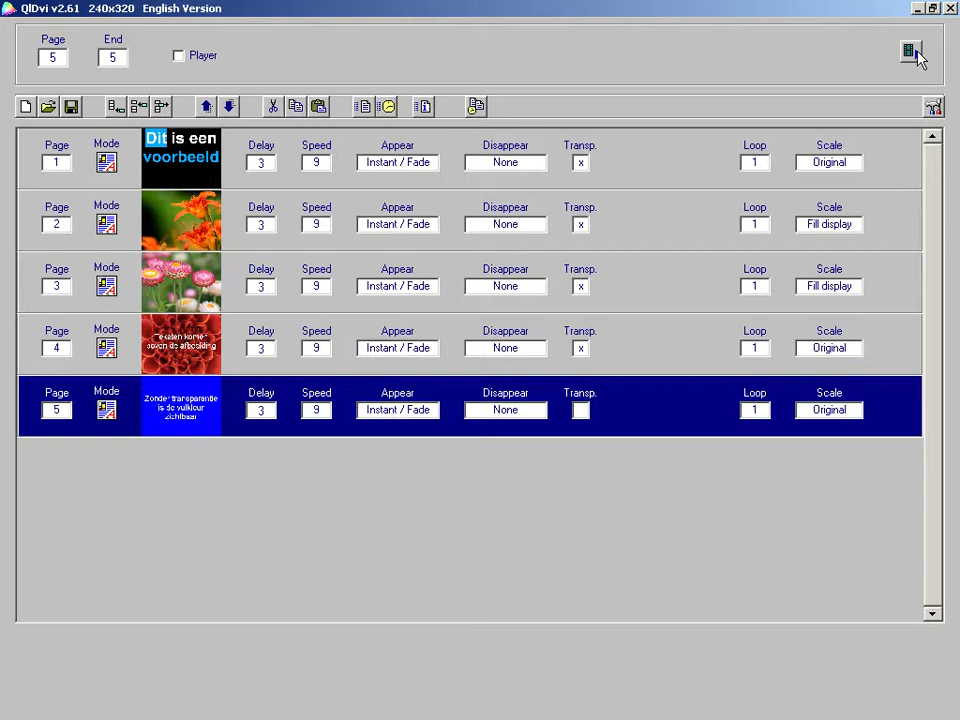 QlDvi v2.61 240x320 English Version
Page End
5 5 Player
Page Mode Delay Speed Appear Disappear Transp. Loop Scale
1 3 9 Instant / Fade None x 1 Original
Dit is een
voorbeeld
Page Mode Delay Speed Appear Disappear Transp. Loop Scale
2 3 9 Instant / Fade None x 1 Fill display
Page Mode Delay Speed Appear Disappear Transp. Loop Scale
3 3 9 Instant / Fade None x 1 Fill display
Page Mode Delay Speed Appear Disappear Transp. Loop Scale
4 3 9 Instant / Fade None x 1 Original
boven de afbeelding
Page Mode Delay Speed Appear Disappear Transp. Loop Scale
5 3 9 Instant / Fade None 1 Original
Zonder transparantie
is de vulkleur
zichtbaar